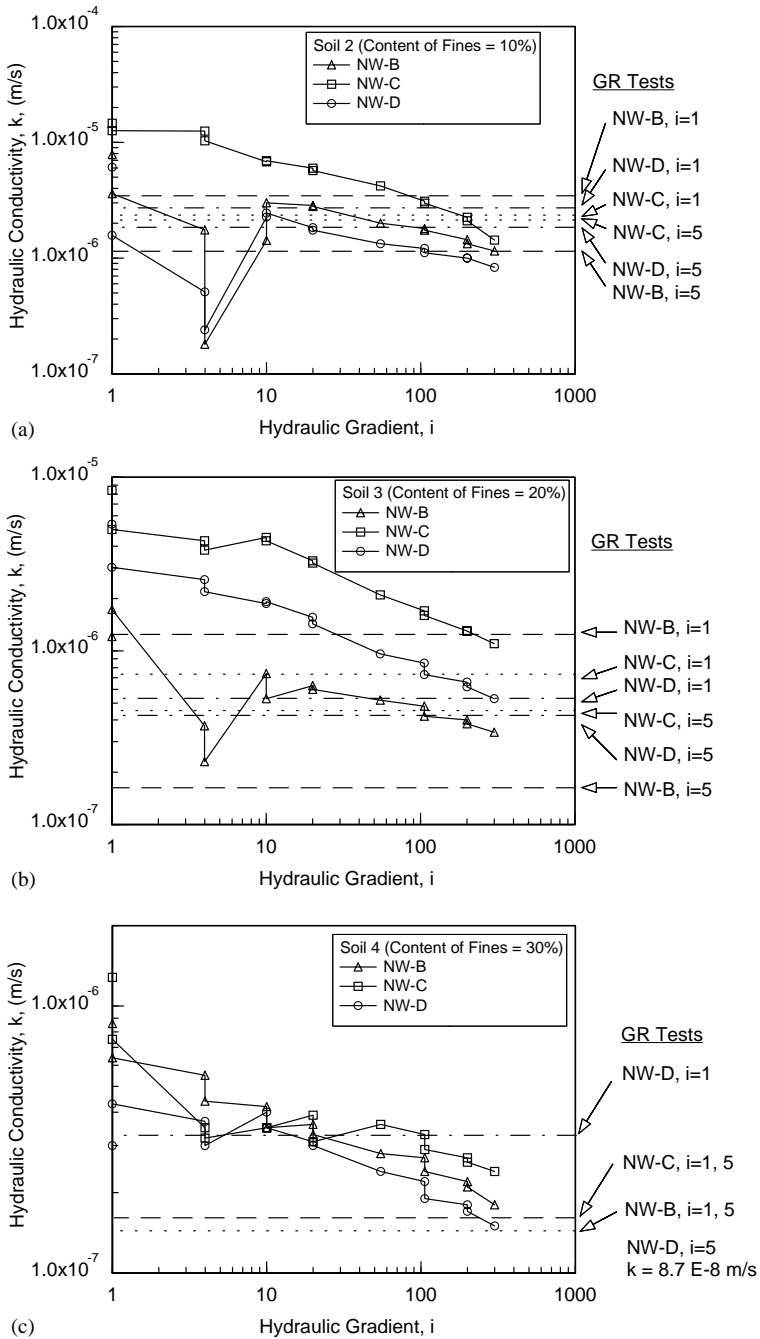 1.0x10-4
Soil 2 (Content of Fines = 10%)
NW-B
NW-C
NW-D
GR Tests
1.0x10-5
NW-B, i=1
NW-D, i=1
NW-C, i=1
NW-C, i=5
1.0x10-6
NW-D, i=5
NW-B, i=5
1.0x10-7
Hydraulic Conductivity, k, (m/s)
1
10
100
1000
(a)
Hydraulic Gradient, i
1.0x10-5
Soil 3 (Content of Fines = 20%)
NW-B
NW-C
NW-D
GR Tests
1.0x10-6
NW-B, i=1
NW-C, i=1
NW-D, i=1
NW-C, i=5
NW-D, i=5
NW-B, i=5
1.0x10-7
Hydraulic Conductivity, k, (m/s)
1
10
100
1000
(b)
Hydraulic Gradient, i
Soil 4 (Content of Fines = 30%)
NW-B
NW-C
NW-D
1.0x10-6
GR Tests
NW-D, i=1
NW-C, i=1, 5
NW-B, i=1, 5
NW-D, i=5
k = 8.7 E-8 m/s
1.0x10-7
Hydraulic Conductivity, k, (m/s)
1
10
100
1000
(c)
Hydraulic Gradient, i